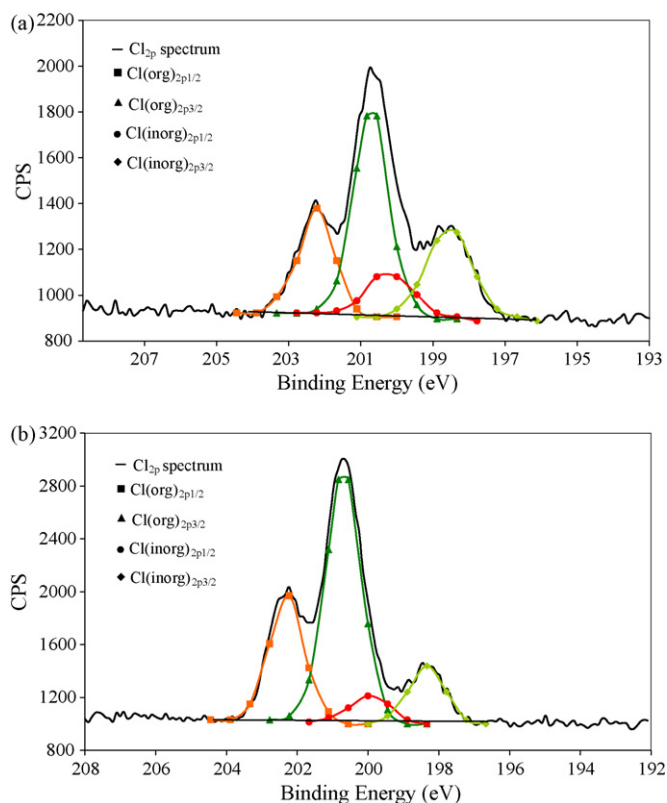 (a)
2200
2000
1800
1600
1400
1200
1000
800
CPS
Cl2p spectrum
Cl(org)2p1/2
Cl(org)2p3/2
Cl(inorg)2p1/2
Cl(inorg)2p3/2
207 205 203 201 199 197 195 193
Binding Energy (eV)
(b)
3200
2800
2400
2000
1600
1200
800
CPS
Cl2p spectrum
Cl(org)2p1/2
Cl(org)2p3/2
Cl(inorg)2p1/2
Cl(inorg)2p3/2
208 206 204 202 200 198 196 194 192
Binding Energy (eV)